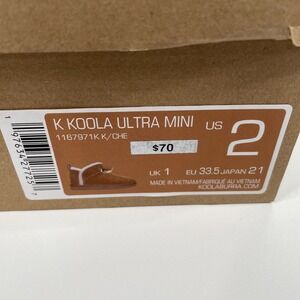 K KOOLA ULTRA MINI
1167971K K/CHE
$70
US 2
UK 1 EU 33.5 JAPAN 21
MADE IN VIETNAM/FABRIQUÉ AU VIETNAM
KOOLABURRA.COM